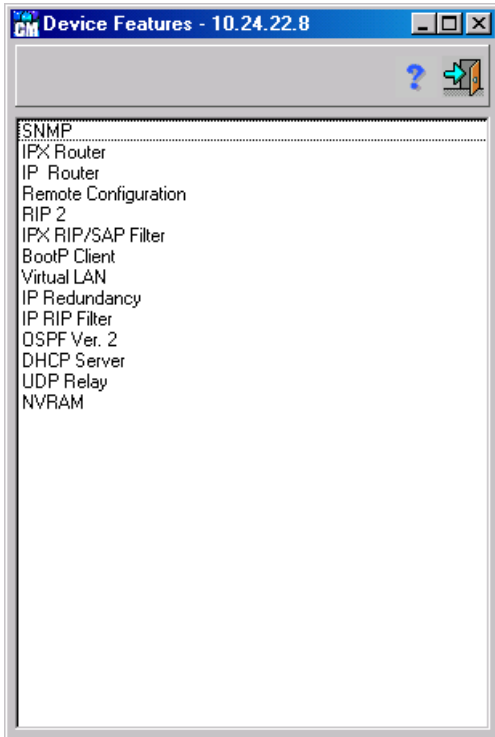 CM Device Features - 10.24.22.8
?
SNMP
IPX Router
IP  Router
Remote Configuration
RIP 2
IPX RIP/SAP Filter
BootP Client
Virtual LAN
IP Redundancy
IP RIP Filter
OSPF Ver. 2
DHCP Server
UDP Relay
NVRAM